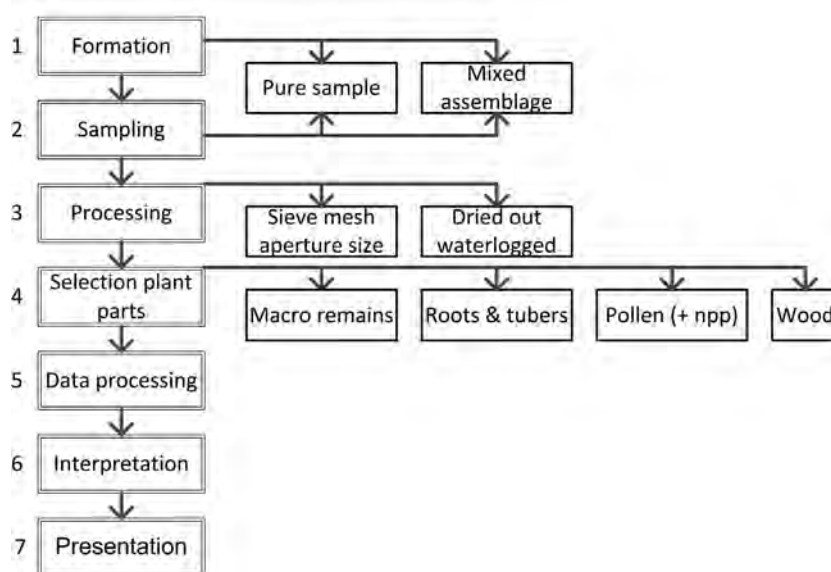 1 Formation
Pure sample
Mixed
assemblage
2 Sampling
3 Processing
Sieve mesh
aperture size
Dried out
waterlogged
4 Selection plant
parts
Macro remains
Roots & tubers
Pollen (+ npp)
Wood
5 Data processing
6 Interpretation
7 Presentation